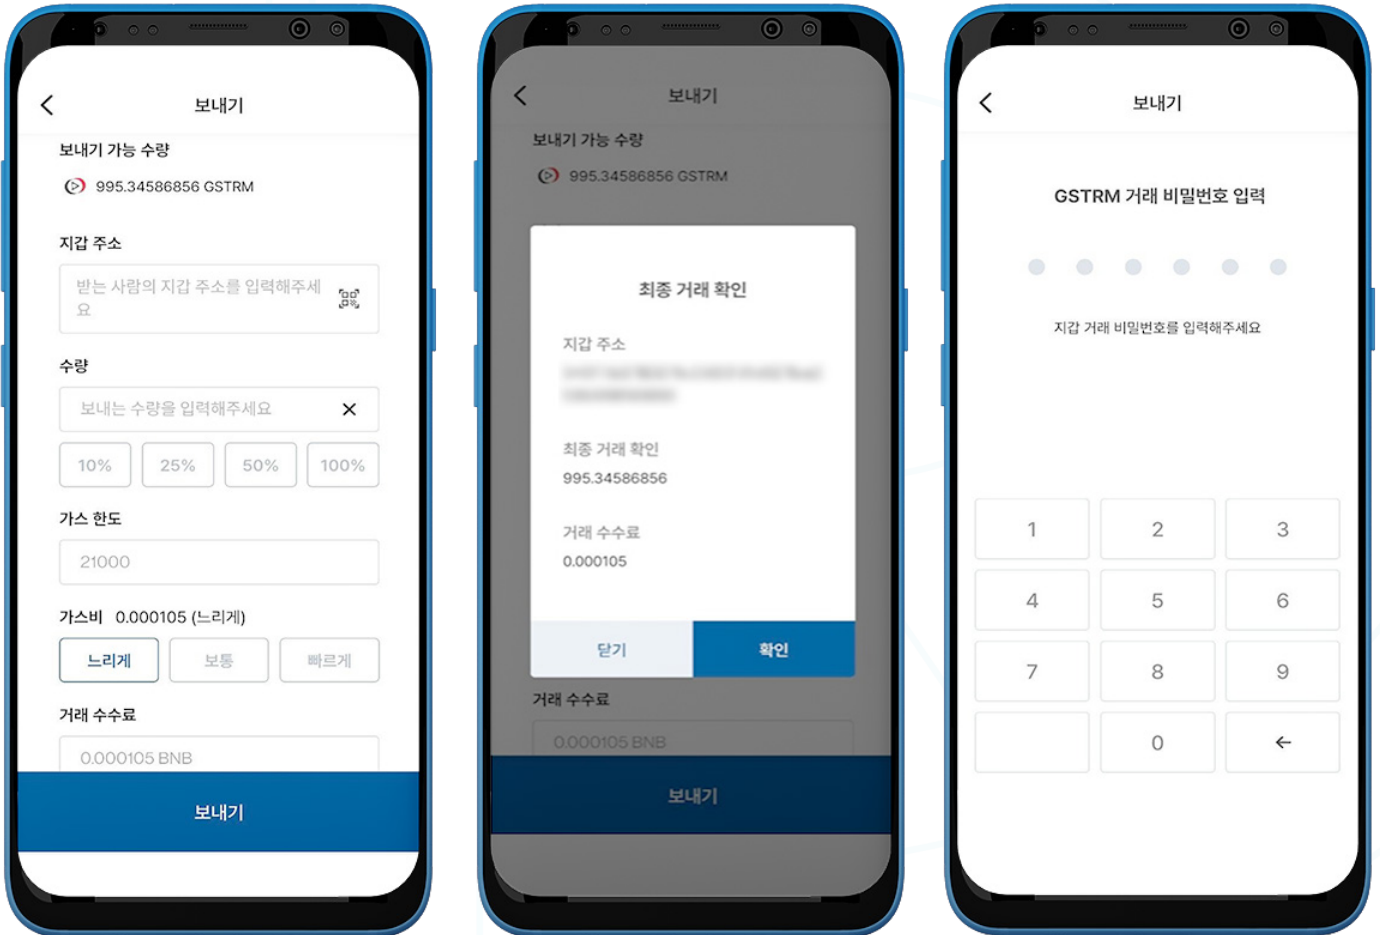 보내기
보내기 가능 수량
995.34586856 GSTRM
지갑 주소
받는 사람의 지갑 주소를 입력해주세
요
수량
보내는 수량을 입력해주세요
10% 25% 50% 100%
가스 한도
21000
가스비 0.000105 (느리게)
느리게 보통 빠르게
거래 수수료
0.000105 BNB
보내기
보내기
보내기 가능 수량
995.34586856 GSTRM
최종 거래 확인
지갑 주소
최종 거래 확인
995.34586856
거래 수수료
0.000105
닫기 확인
거래 수수료
0.000105 BNB
보내기
보내기
GSTRM 거래 비밀번호 입력
지갑 거래 비밀번호를 입력해주세요
1 2 3
4 5 6
7 8 9
0